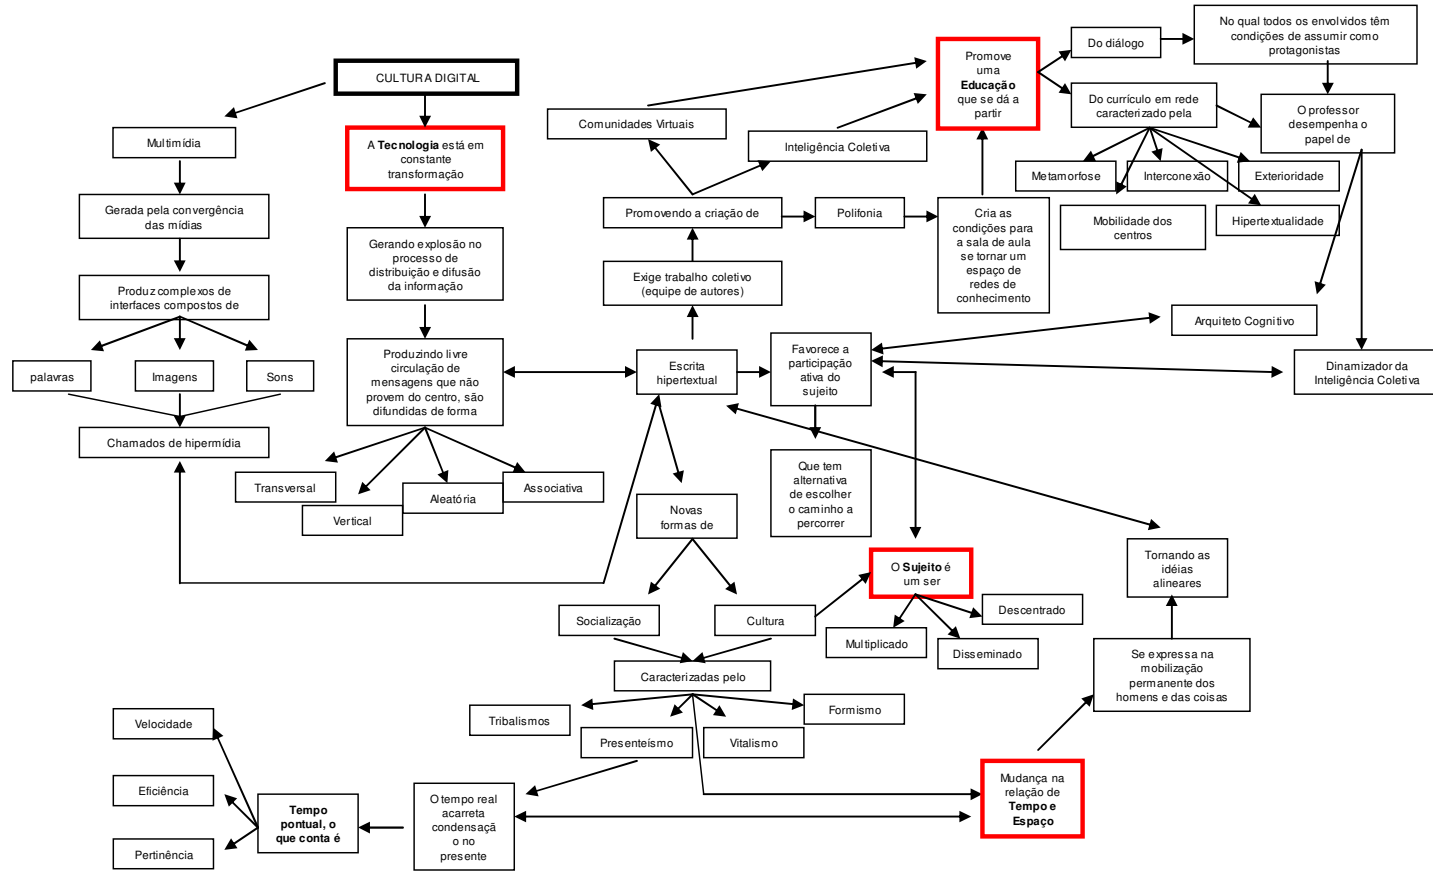 CULTURA DIGITAL
Multimídia
Gerada pela convergência
das mídias
Produz complexos de
interfaces compostos de
palavras
Imagens
Sons
Chamados de hipermídia
A Tecnologia está em
constante
transformação
Gerando explosão no
processo de
distribuição e difusão
da informação
Produzindo livre
circulação de
mensagens que não
provem do centro, são
difundidas de forma
Transversal
Vertical
Aleatória
Associativa
Escrita
hipertextual
Exige trabalho coletivo
(equipe de autores)
Promovendo a criação de
Comunidades Virtuais
Inteligência Coletiva
Polifonia
Cria as
condições para
a sala de aula
se tornar um
espaço de
redes de
conhecimento
Promove
uma
Educação
que se dá a
partir
Do diálogo
No qual todos os envolvidos têm
condições de assumir como
protagonistas
Do currículo em rede
caracterizado pela
O professor
desempenha o
papel de
Metamorfose
Interconexão
Exterioridade
Mobilidade dos
centros
Hipertextualidade
Arquiteto Cognitivo
Dinamizador da
Inteligência Coletiva
Favorece a
participação
ativa do
sujeito
Que tem
alternativa
de escolher
o caminho a
percorrer
Novas
formas de
Socialização
Cultura
O Sujeito é
um ser
Descentrado
Multiplicado
Disseminado
Caracterizadas pelo
Tribalismos
Presenteísmo
Vitalismo
Formismo
Tornando as
idéias
alineares
Se expressa na
mobilização
permanente dos
homens e das coisas
Mudança na
relação de
Tempo e
Espaço
O tempo real
acarreta
condensaçã
o no
presente
Tempo
pontual, o
que conta é
Velocidade
Eficiência
Pertinência